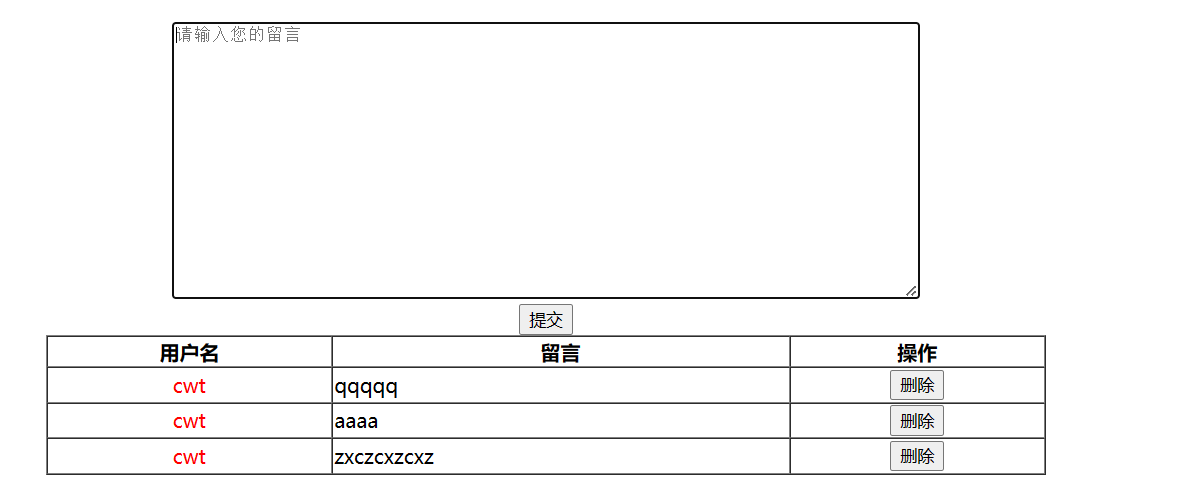 请输入您的留言
提交
用户名 留言 操作
cwt qqqqq 删除
cwt aaaa 删除
cwt zxczcxzcxz 删除